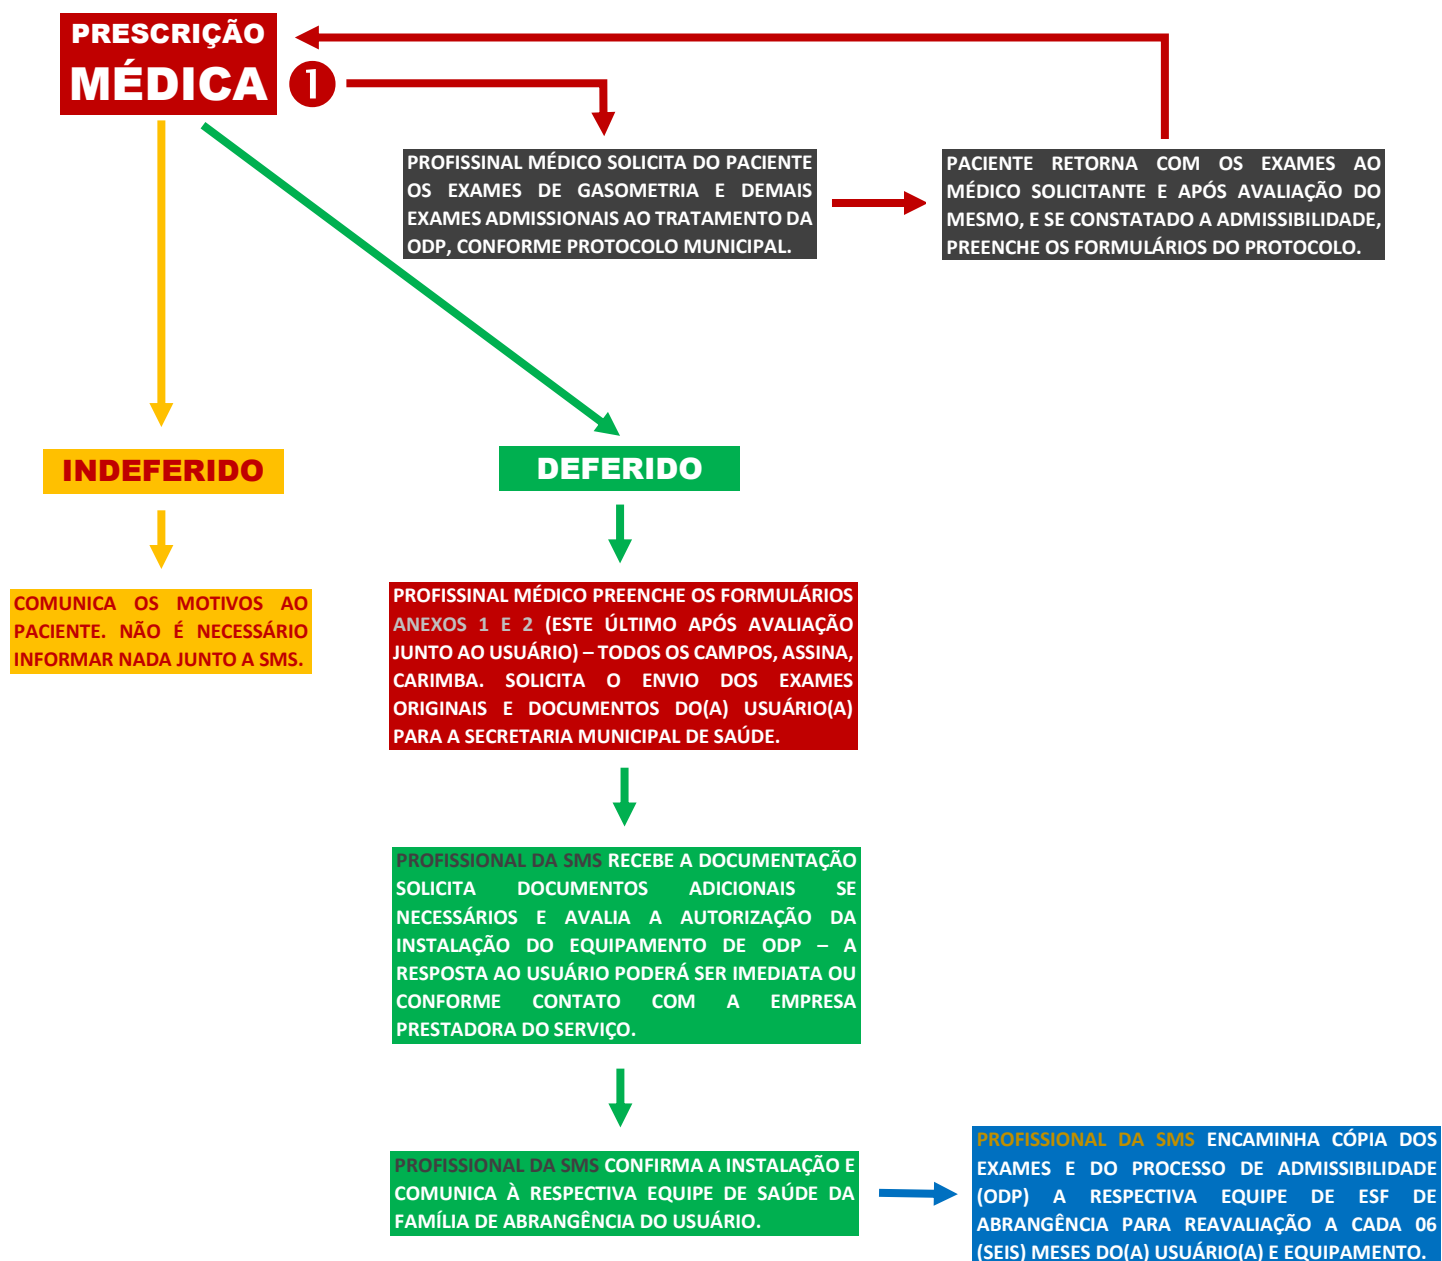 PRESCRIÇÃO
MÉDICA
1
PROFISSINAL MÉDICO SOLICITA DO PACIENTE
OS EXAMES DE GASOMETRIA E DEMAIS
EXAMES ADMISSIONAIS AO TRATAMENTO DA
ODP, CONFORME PROTOCOLO MUNICIPAL.
PACIENTE RETORNA COM OS EXAMES AO
MÉDICO SOLICITANTE E APÓS AVALIAÇÃO DO
MESMO, E SE CONSTATADO A ADMISSIBILIDADE,
PREENCHE OS FORMULÁRIOS DO PROTOCOLO.
INDEFERIDO
DEFERIDO
COMUNICA OS MOTIVOS AO
PACIENTE. NÃO É NECESSÁRIO
INFORMAR NADA JUNTO A SMS.
PROFISSINAL MÉDICO PREENCHE OS FORMULÁRIOS
ANEXOS 1 E 2 (ESTE ÚLTIMO APÓS AVALIAÇÃO
JUNTO AO USUÁRIO) – TODOS OS CAMPOS, ASSINA,
CARIMBA. SOLICITA O ENVIO DOS EXAMES
ORIGINAIS E DOCUMENTOS DO(A) USUÁRIO(A)
PARA A SECRETARIA MUNICIPAL DE SAÚDE.
PROFISSIONAL DA SMS RECEBE A DOCUMENTAÇÃO
SOLICITA DOCUMENTOS ADICIONAIS SE
NECESSÁRIOS E AVALIA A AUTORIZAÇÃO DA
INSTALAÇÃO DO EQUIPAMENTO DE ODP – A
RESPOSTA AO USUÁRIO PODERÁ SER IMEDIATA OU
CONFORME CONTATO COM A EMPRESA
PRESTADORA DO SERVIÇO.
PROFISSIONAL DA SMS CONFIRMA A INSTALAÇÃO E
COMUNICA À RESPECTIVA EQUIPE DE SAÚDE DA
FAMÍLIA DE ABRANGÊNCIA DO USUÁRIO.
PROFISSIONAL DA SMS ENCAMINHA CÓPIA DOS
EXAMES E DO PROCESSO DE ADMISSIBILIDADE
(ODP) A RESPECTIVA EQUIPE DE ESF DE
ABRANGÊNCIA PARA REAVALIAÇÃO A CADA 06
(SEIS) MESES DO(A) USUÁRIO(A) E EQUIPAMENTO.